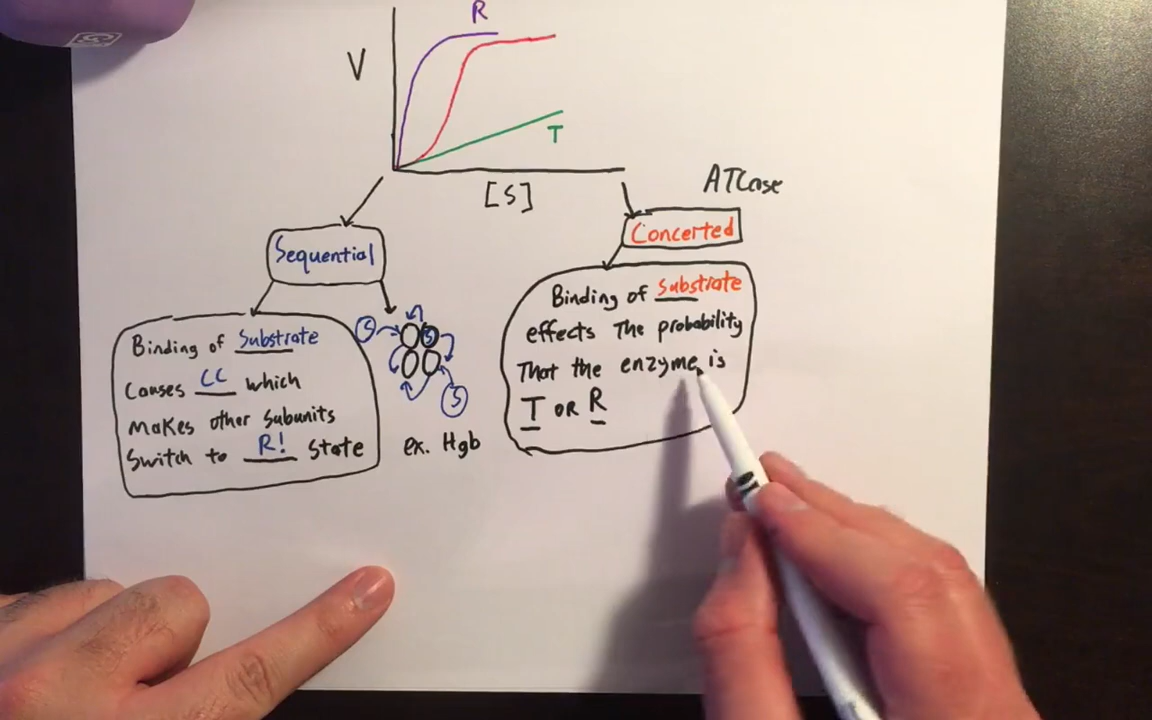 R
V
T
[S]
ATCase
Sequential
Concerted
Binding of Substrate
Causes CC which
makes other subunits
Switch to R! State
S
S
S
ex. Hgb
Binding of Substrate
effects The probability
That the enzyme is
T OR R